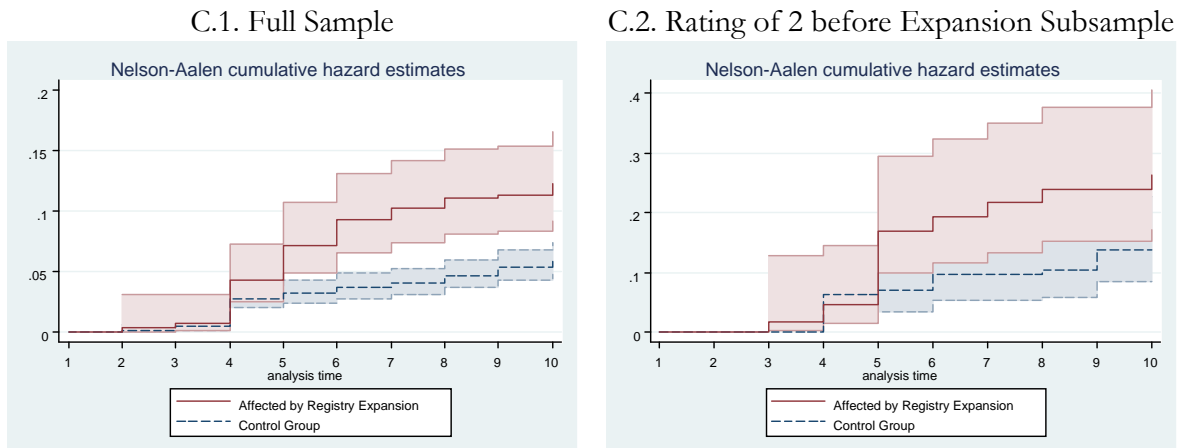 C.1. Full Sample
Nelson-Aalen cumulative hazard estimates
.2
.15
.1
.05
0
1 2 3 4 5 6 7 8 9 10
analysis time
Affected by Registry Expansion
Control Group
C.2. Rating of 2 before Expansion Subsample
Nelson-Aalen cumulative hazard estimates
.4
.3
.2
.1
0
1 2 3 4 5 6 7 8 9 10
analysis time
Affected by Registry Expansion
Control Group